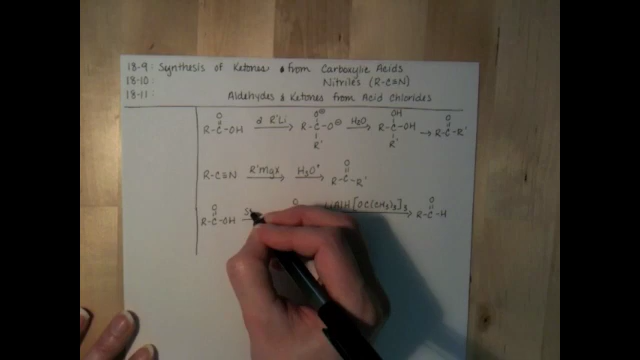 18-9: Synthesis of Ketones from Carboxylic Acids
18-10: Nitriles (R-C≡N)
18-11: Aldehydes & Ketones from Acid Chlorides
O O⊖ OH O
R-C-OH 2 R'Li R-C-O⊖ H₂O R-C-OH → R-C-R'
R' R'
O
R-C≡N R'MgX H₃O⁺ R-C-R'
O O LiAlH[OC(CH₃)₃]₃ O
R-C-OH R-C-H